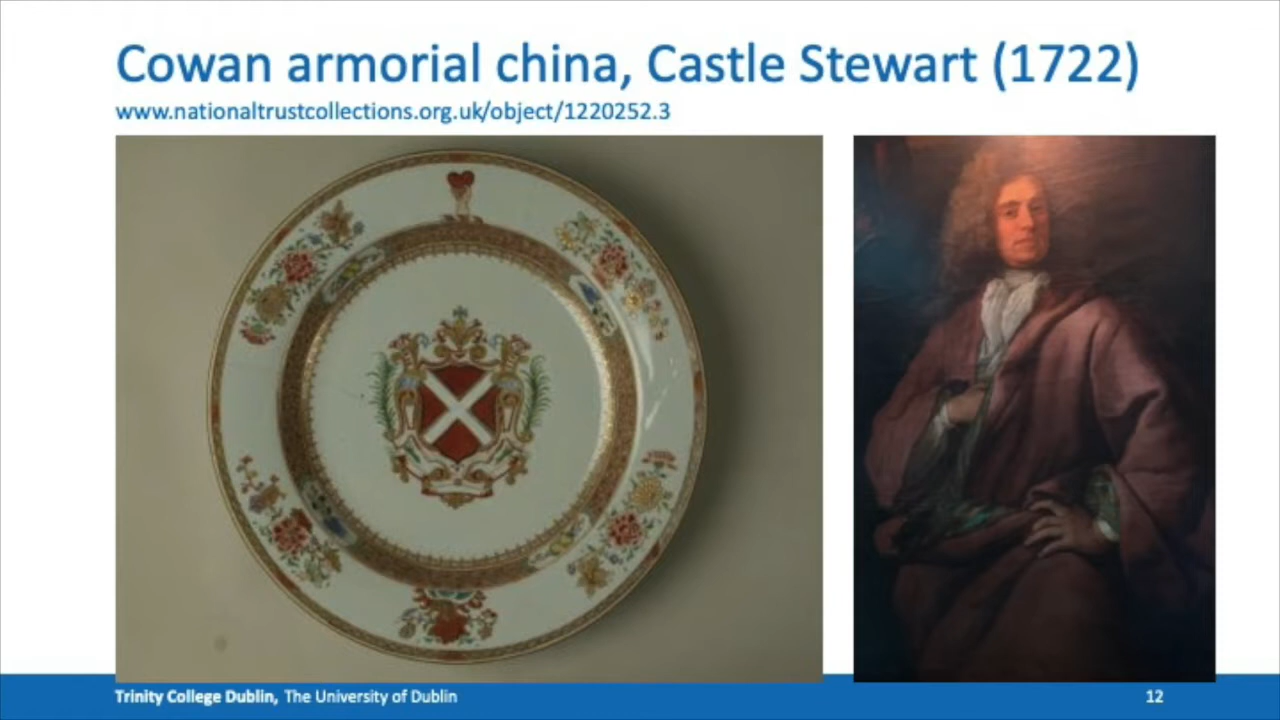 Cowan armorial china, Castle Stewart (1722)
www.nationaltrustcollections.org.uk/object/1220252.3
Trinity College Dublin, The University of Dublin
12